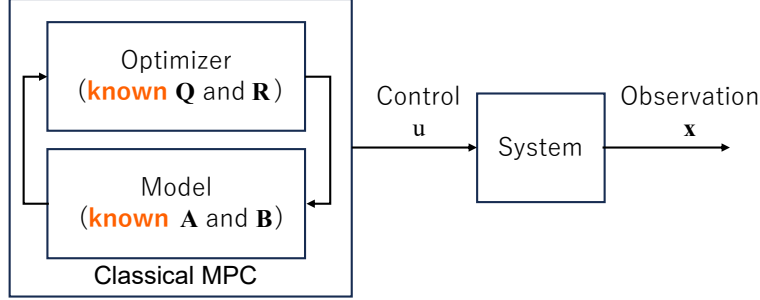 Optimizer
(known Q and R)
Model
(known A and B)
Classical MPC
Control
u
System
Observation
x